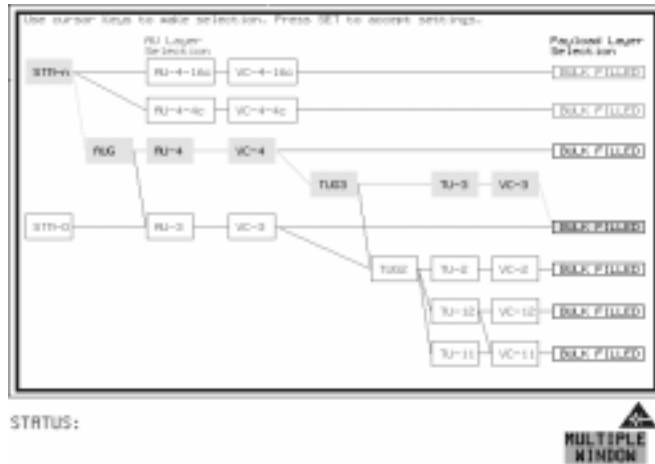 Use cursor Keys to make selection. Press SET to accept settings.
AU Layer
Selection
Payload Layer
Selection
STM-n
AU-4-16c
VC-4-16c
[BULK FILLED]
AU-4-4c
VC-4-4c
[BULK FILLED]
AUG
AU-4
VC-4
[BULK FILLED]
TUG3
TU-3
VC-3
STM-0
AU-3
VC-3
[BULK FILLED]
TUG2
TU-2
VC-2
[BULK FILLED]
TU-12
VC-12
[BULK FILLED]
TU-11
VC-11
[BULK FILLED]
STATUS:
MULTIPLE
WINDOW